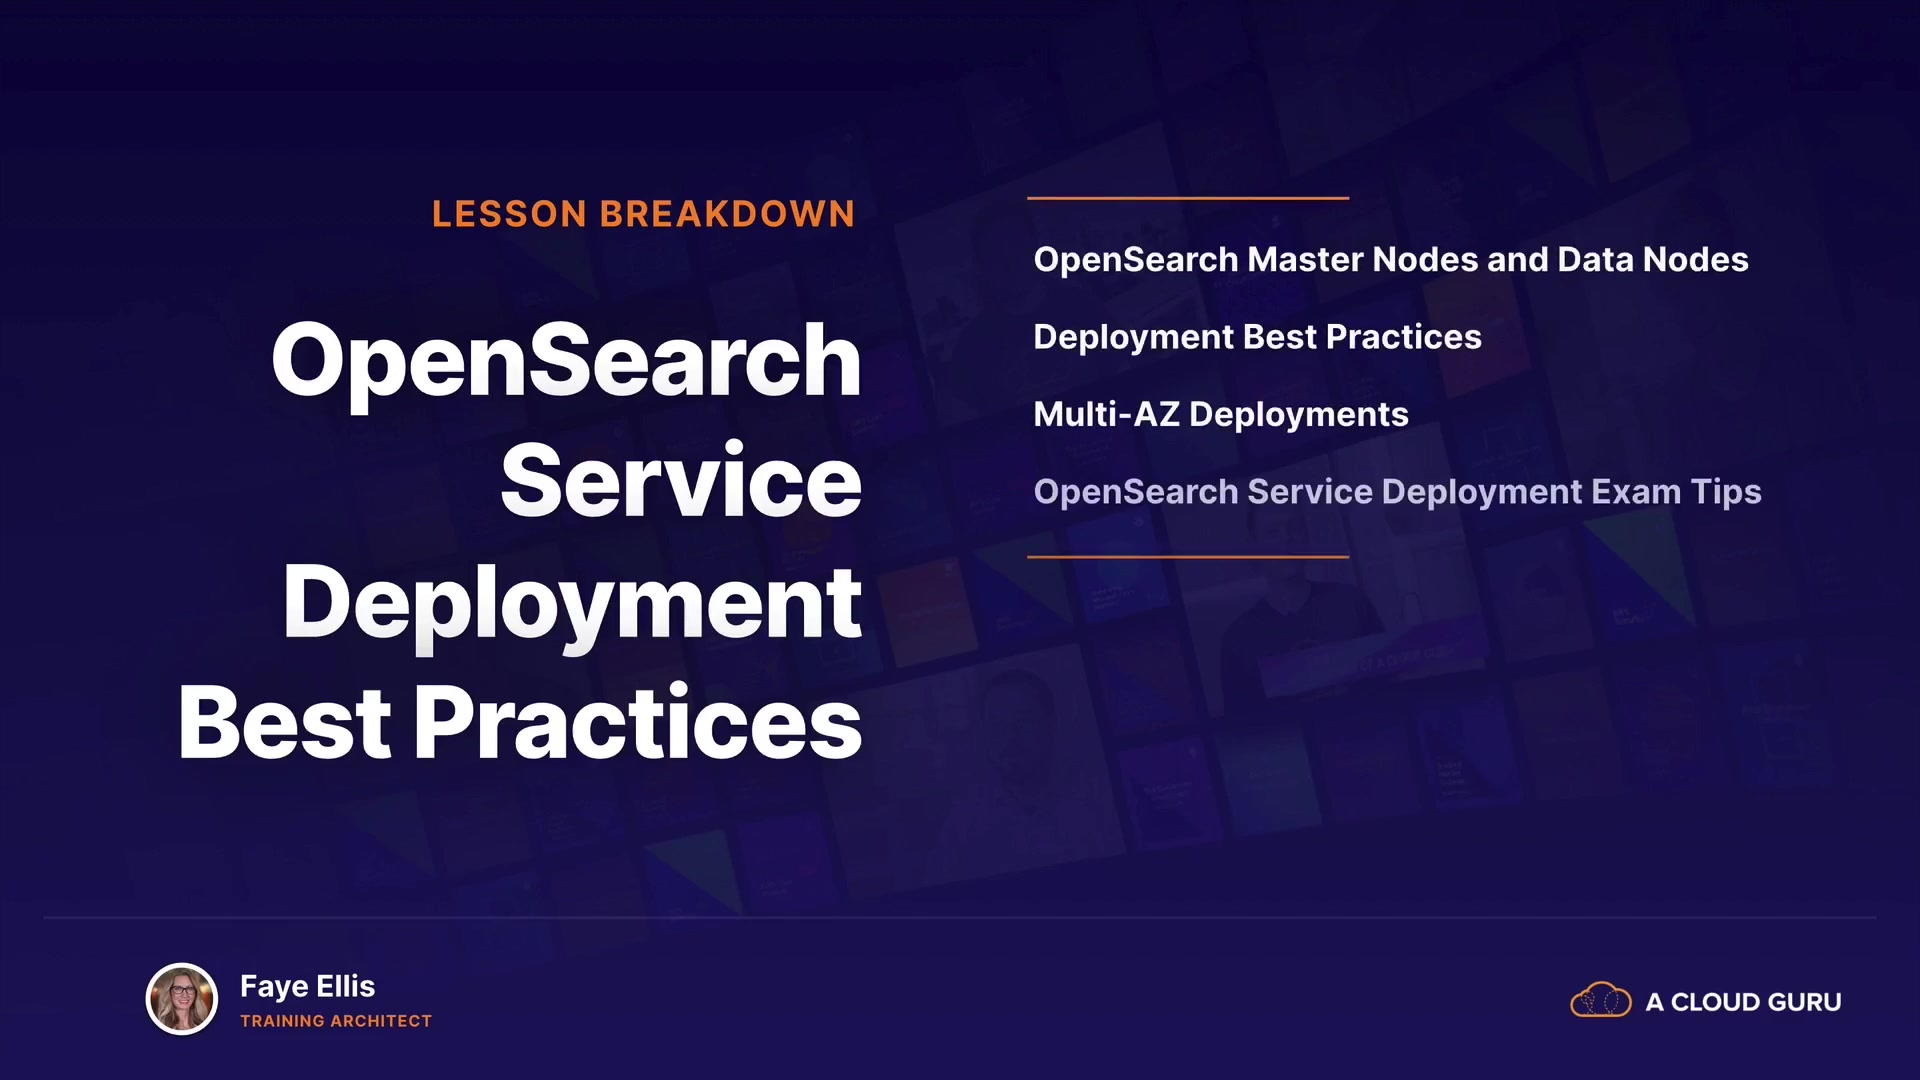 LESSON BREAKDOWN
OpenSearch
Service
Deployment
Best Practices
OpenSearch Master Nodes and Data Nodes
Deployment Best Practices
Multi-AZ Deployments
OpenSearch Service Deployment Exam Tips
Faye Ellis
TRAINING ARCHITECT
A CLOUD GURU